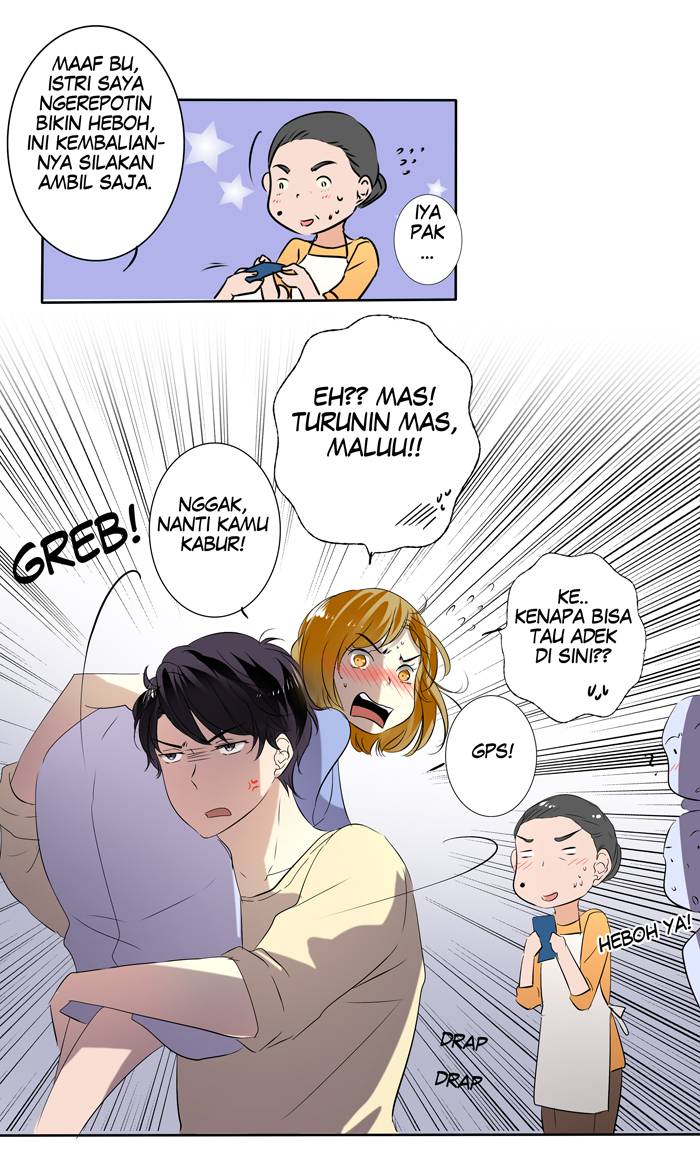 MAAF BU,
ISTRI SAYA
NGEREPOTIN
BIKIN HEBOH,
INI KEMBALIAN-
NYA SILAKAN
AMBIL SAJA.
IYA
PAK
...
EH?? MAS!
TURUNIN MAS,
MALUU!!
NGGAK,
NANTI KAMU
KABUR!
GREB!
KE..
KENAPA BISA
TAU ADEK
DI SINI??
GPS!
HEBOH YA!
DRAP
DRAP